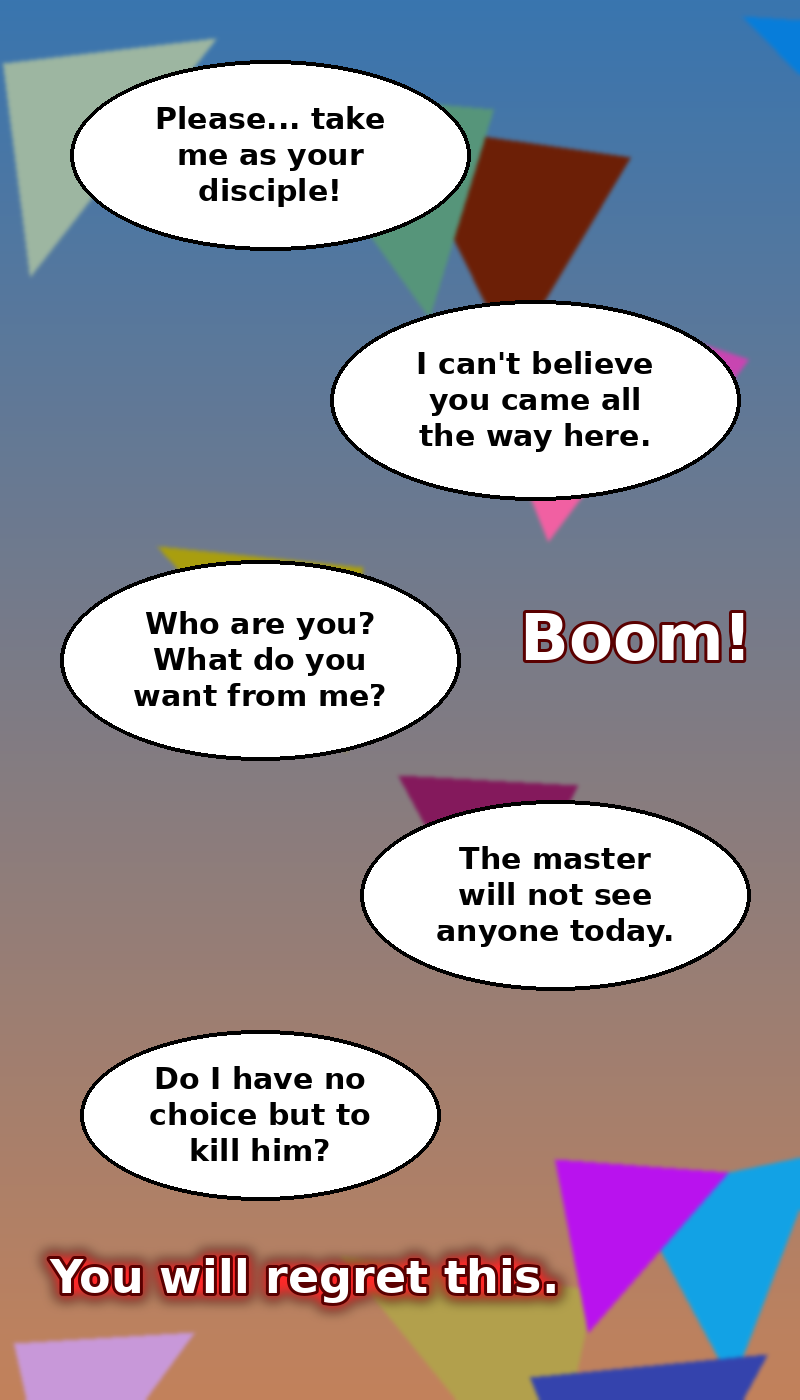 Please... take
me as your
disciple!
I can't believe
you came all
the way here.
Who are you?
What do you
want from me?
Boom!
The master
will not see
anyone today.
Do I have no
choice but to
kill him?
You will regret this.